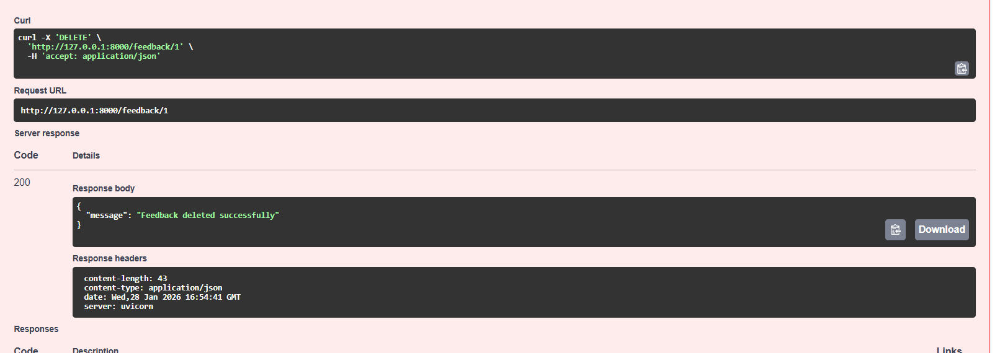 Curl
curl -X 'DELETE' \
'http://127.0.0.1:8000/feedback/1' \
-H 'accept: application/json'
Request URL
http://127.0.0.1:8000/feedback/1
Server response
Code Details
200
Response body
{
"message": "Feedback deleted successfully"
}
Download
Response headers
content-length: 43
content-type: application/json
date: Wed,28 Jan 2026 16:54:41 GMT
server: uvicorn
Responses
Code Description Links